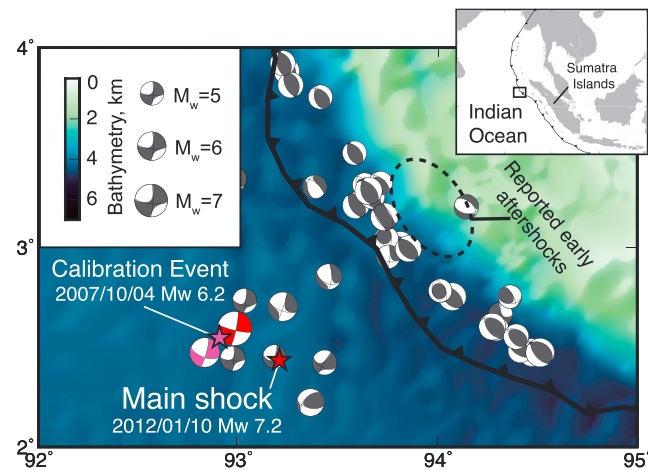 4°
3°
2°
92
93
94
95
0
2
4
6
Bathymetry, km
Mw=5
Mw=6
Mw=7
Sumatra
Islands
Indian
Ocean
Reported early
aftershocks
Calibration Event
2007/10/04 Mw 6.2
Main shock
2012/01/10 Mw 7.2